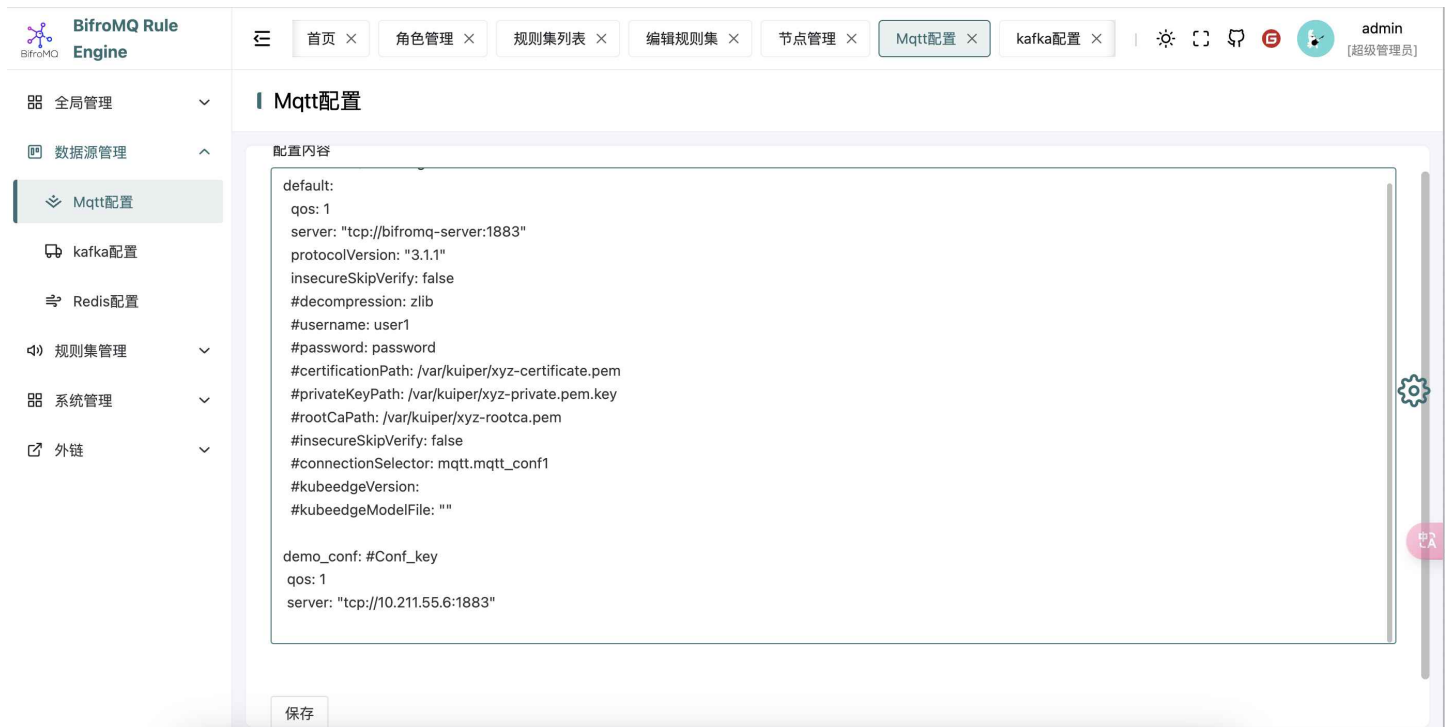 BifroMQ
BifroMQ Rule
Engine
首页
角色管理
规则集列表
编辑规则集
节点管理
Mqtt配置
kafka配置
admin
[超级管理员]
全局管理
数据源管理
Mqtt配置
kafka配置
Redis配置
规则集管理
系统管理
外链
Mqtt配置
配置内容
default:
qos: 1
server: "tcp://bifromq-server:1883"
protocolVersion: "3.1.1"
insecureSkipVerify: false
#decompression: zlib
#username: user1
#password: password
#certificationPath: /var/kuiper/xyz-certificate.pem
#privateKeyPath: /var/kuiper/xyz-private.pem.key
#rootCaPath: /var/kuiper/xyz-rootca.pem
#insecureSkipVerify: false
#connectionSelector: mqtt.mqtt_conf1
#kubeedgeVersion:
#kubeedgeModelFile: ""
demo_conf: #Conf_key
qos: 1
server: "tcp://10.211.55.6:1883"
保存